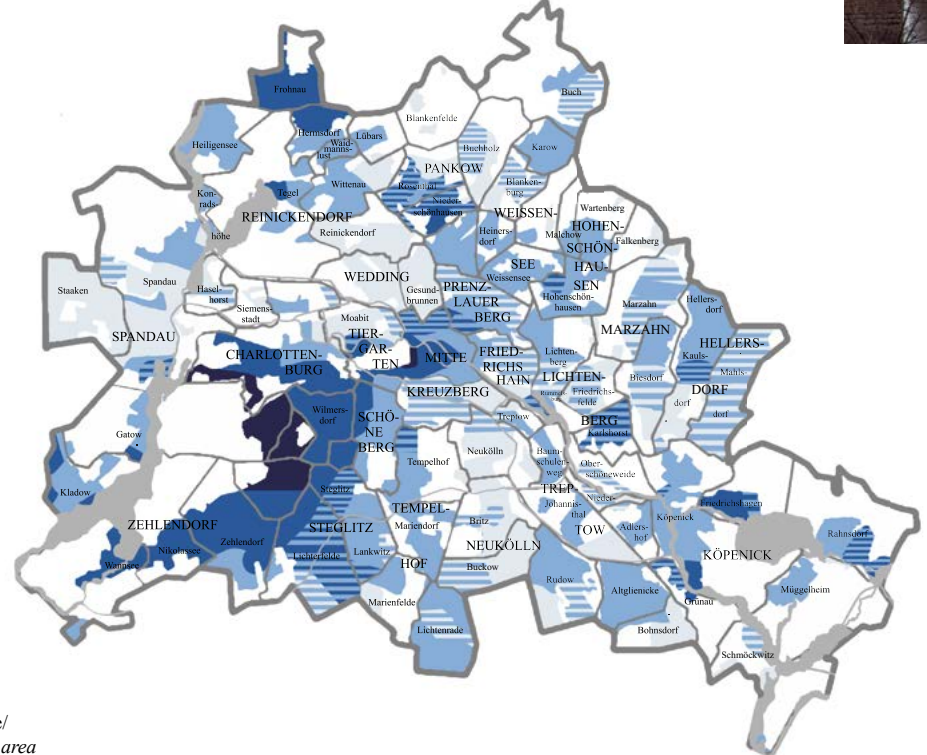 Frohnau
Buch
Blankenfelde
Hermsdorf
Lübars
Waid-
manns-
lust
Heiligensee
Buchholz
Karow
PANKOW
Wittenau
Rosenthal
Blanken-
burg
Kon-
rads-
höhe
Tegel
Nieder-
schönhausen
REINICKENDORF
WEISSEN-
Wartenberg
Reinickendorf
Heiners-
dorf
Malchow
HOHEN-
SCHÖN-
Falkenberg
SEE
HAU-
Weissensee
SEN
WEDDING
Spandau
Gesund-
brunnen
PRENZ-
LAUER
BERG
Hohenschön-
hausen
Marzahn
Hellers-
dorf
Staaken
Hasel-
horst
Siemens-
stadt
Moabit
SPANDAU
TIER-
GAR-
TEN
MARZAHN
HELLERS-
CHARLOTTEN-
BURG
MITTE
FRIED-
RICHS
HAIN
Lichten-
berg
LICHTEN-
Kauls-
Mahls
Biesdorf
DORF
KREUZBERG
Rummels-
Friedrichs-
felde
dorf
dorf
Wilmers-
dorf
SCHÖ-
NE
BERG
Treptow
BERG
Karlshorst
Gatow
Neukölln
Baum-
schulen-
weg
Ober-
schöneweide
Tempelhof
Kladow
Steglitz
TREP-
Nieder-
Johannis-
thal
Friedrichshagen
ZEHLENDORF
STEGLITZ
TEMPEL-
Mariendorf
Britz
TOW
Adlers-
hof
Köpenick
Nikolassee
Zehlendorf
Lichterfelde
Lankwitz
NEUKÖLLN
KÖPENICK
Rahnsdorf
Wannsee
HOF
Buckow
Rudow
Altglienicke
Grünau
Müggelheim
Marienfelde
Lichtenrade
Bohnsdorf
Schmöckwitz
e/
area